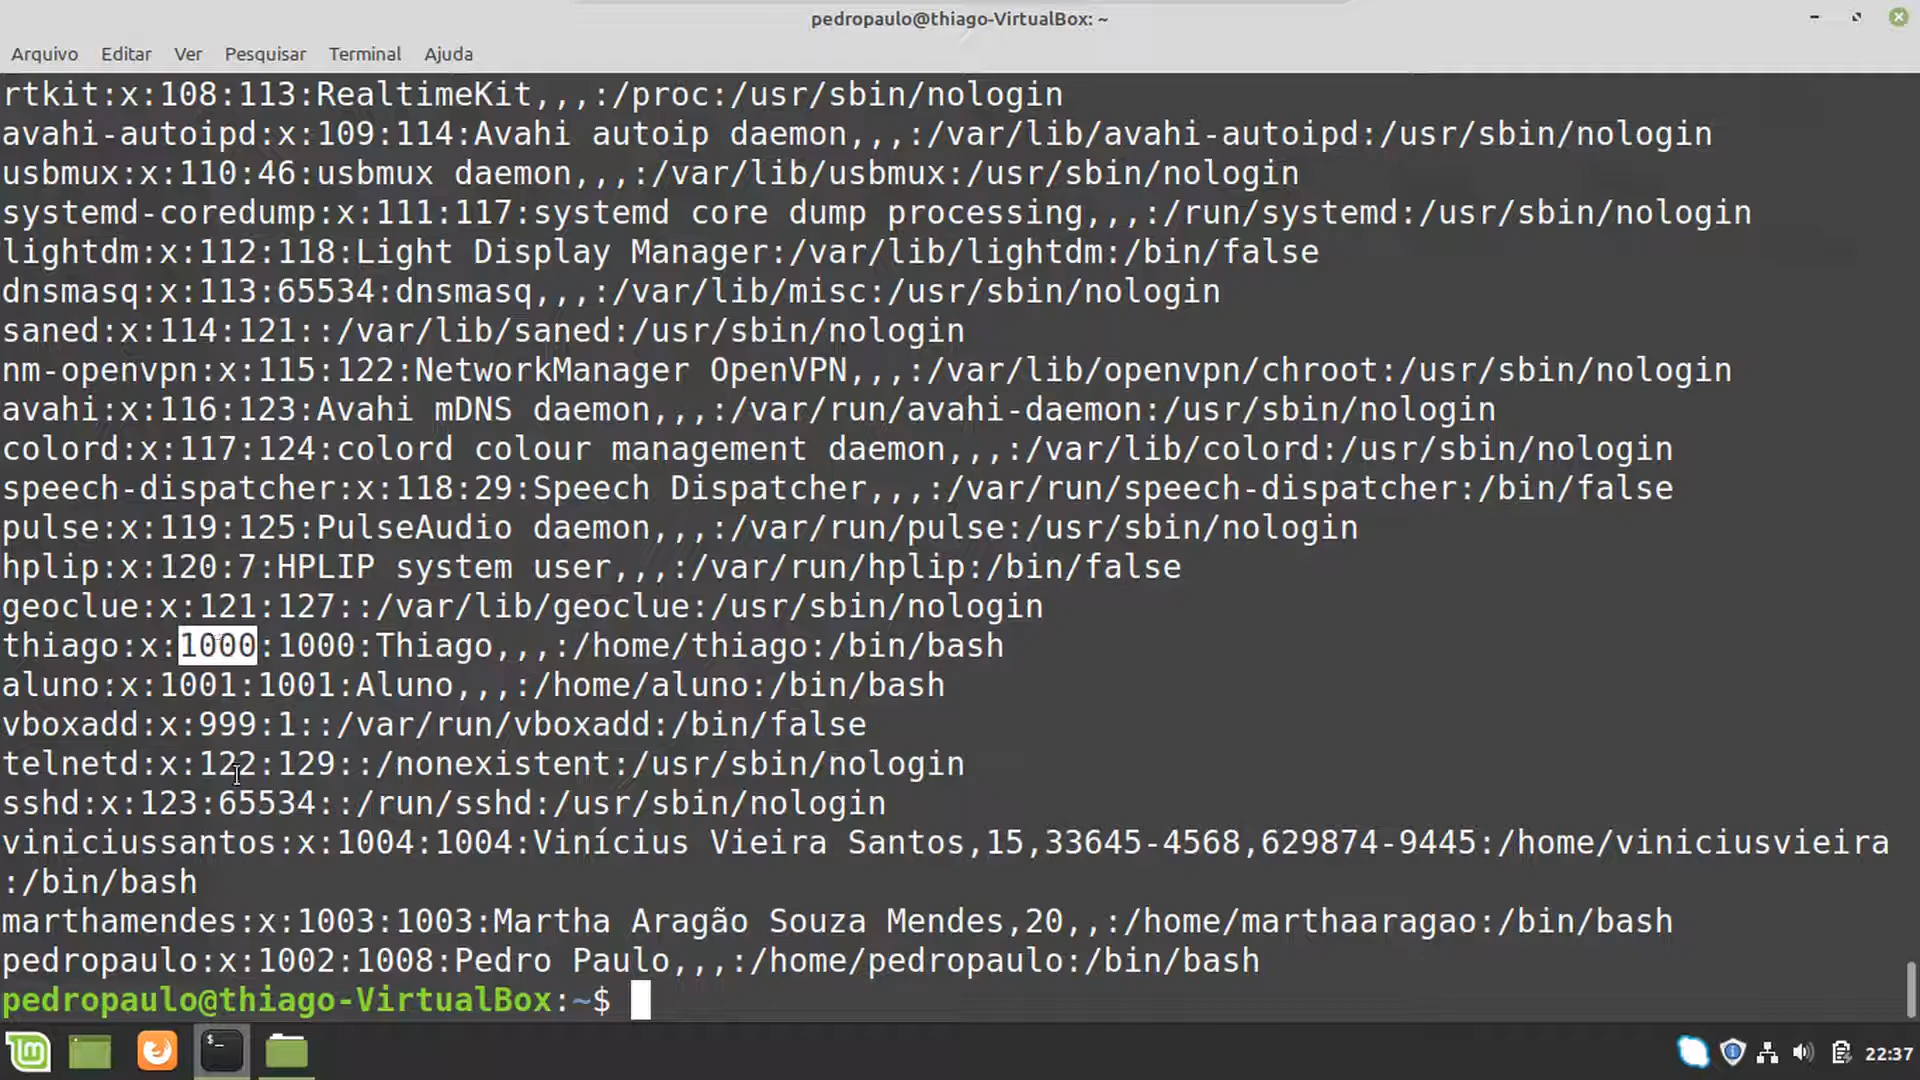 pedropaulo@thiago-VirtualBox: ~
Arquivo Editar Ver Pesquisar Terminal Ajuda
rtkit:x:108:113:RealtimeKit,,,:/proc:/usr/sbin/nologin
avahi-autoipd:x:109:114:Avahi autoip daemon,,,:/var/lib/avahi-autoipd:/usr/sbin/nologin
usbmux:x:110:46:usbmux daemon,,,:/var/lib/usbmux:/usr/sbin/nologin
systemd-coredump:x:111:117:systemd core dump processing,,,:/run/systemd:/usr/sbin/nologin
lightdm:x:112:118:Light Display Manager:/var/lib/lightdm:/bin/false
dnsmasq:x:113:65534:dnsmasq,,,:/var/lib/misc:/usr/sbin/nologin
saned:x:114:121::/var/lib/saned:/usr/sbin/nologin
nm-openvpn:x:115:122:NetworkManager OpenVPN,,,:/var/lib/openvpn/chroot:/usr/sbin/nologin
avahi:x:116:123:Avahi mDNS daemon,,,:/var/run/avahi-daemon:/usr/sbin/nologin
colord:x:117:124:colord colour management daemon,,,:/var/lib/colord:/usr/sbin/nologin
speech-dispatcher:x:118:29:Speech Dispatcher,,,:/var/run/speech-dispatcher:/bin/false
pulse:x:119:125:PulseAudio daemon,,,:/var/run/pulse:/usr/sbin/nologin
hplip:x:120:7:HPLIP system user,,,:/var/run/hplip:/bin/false
geoclue:x:121:127::/var/lib/geoclue:/usr/sbin/nologin
thiago:x:1000:1000:Thiago,,,:/home/thiago:/bin/bash
aluno:x:1001:1001:Aluno,,,:/home/aluno:/bin/bash
vboxadd:x:999:1::/var/run/vboxadd:/bin/false
telnetd:x:122:129::/nonexistent:/usr/sbin/nologin
sshd:x:123:65534::/run/sshd:/usr/sbin/nologin
viniciussantos:x:1004:1004:Vinícius Vieira Santos,15,33645-4568,629874-9445:/home/viniciusvieira
:/bin/bash
marthamendes:x:1003:1003:Martha Aragão Souza Mendes,20,,:/home/marthaaragao:/bin/bash
pedropaulo:x:1002:1008:Pedro Paulo,,,:/home/pedropaulo:/bin/bash
pedropaulo@thiago-VirtualBox:~$
22:37